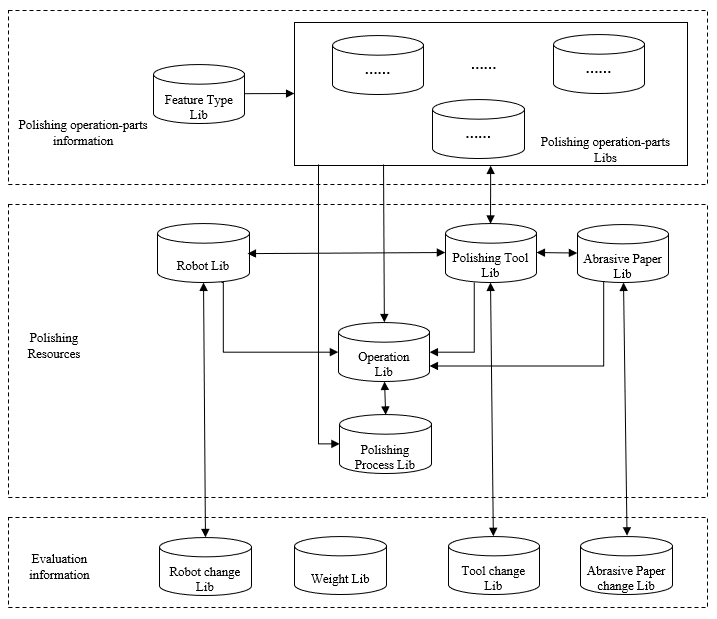 ......
......
......
Feature Type
Lib
......
Polishing operation-parts
information
Polishing operation-parts
Libs
Robot Lib
Polishing Tool
Lib
Abrasive Paper
Lib
Polishing
Resources
Operation
Lib
Polishing
Process Lib
Evaluation
information
Robot change
Lib
Weight Lib
Tool change
Lib
Abrasive Paper
change Lib